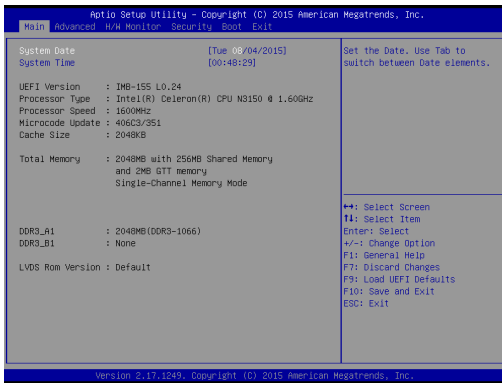 Aptio Setup Utility – Copyright (C) 2015 American Megatrends, Inc.
Main Advanced H/W Monitor Security Boot Exit
System Date [Tue 08/04/2015]
System Time [00:48:29]
UEFI Version : IMB-155 L0.24
Processor Type : Intel(R) Celeron(R) CPU N3150 @ 1.60GHz
Processor Speed : 1600MHz
Microcode Update : 406C3/351
Cache Size : 2048KB
Total Memory : 2048MB with 256MB Shared Memory
and 2MB GTT memory
Single-Channel Memory Mode
DDR3_A1 : 2048MB(DDR3-1066)
DDR3_B1 : None
LVDS Rom Version : Default
Set the Date. Use Tab to
switch between Date elements.
↔: Select Screen
↑↓: Select Item
Enter: Select
+/-: Change Option
F1: General Help
F7: Discard Changes
F9: Load UEFI Defaults
F10: Save and Exit
ESC: Exit
Version 2.17.1249. Copyright (C) 2015 American Megatrends, Inc.